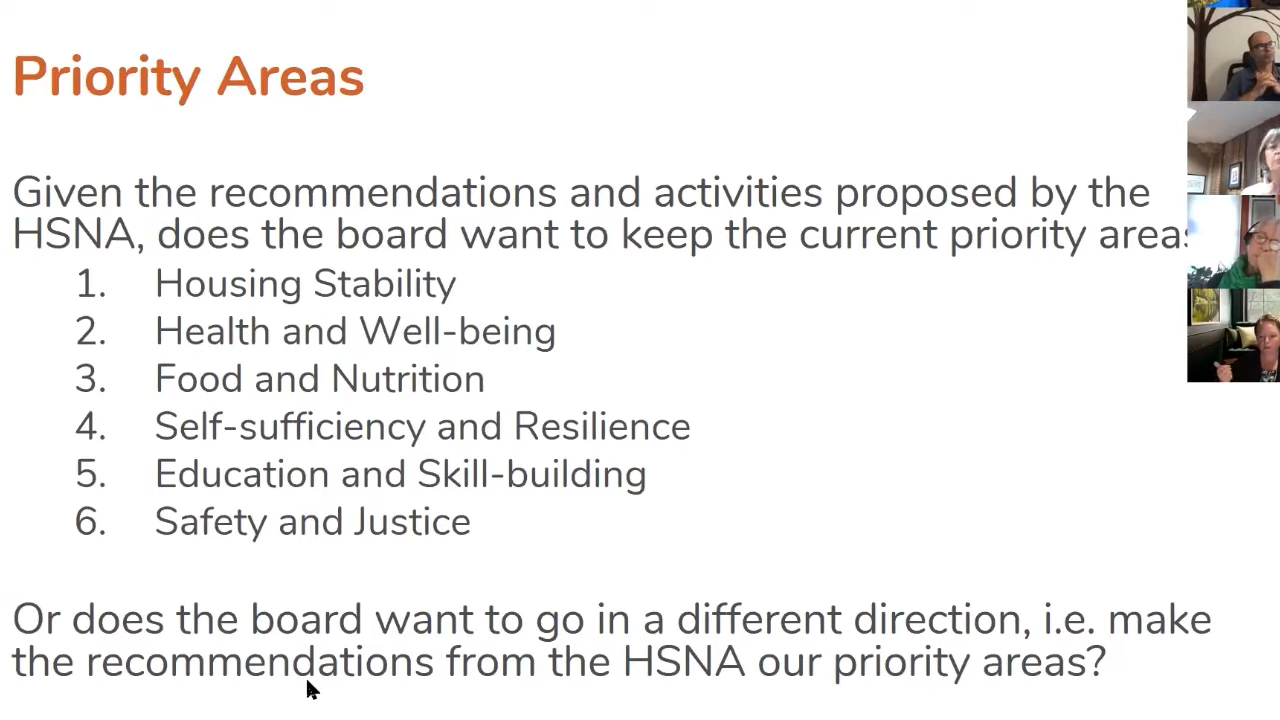 Priority Areas
Given the recommendations and activities proposed by the
HSNA, does the board want to keep the current priority
1. Housing Stability
2. Health and Well-being
3. Food and Nutrition
4. Self-sufficiency and Resilience
5. Education and Skill-building
6. Safety and Justice
Or does the board want to go in a different direction, i.e. make
the recommendations from the HSNA our priority areas?